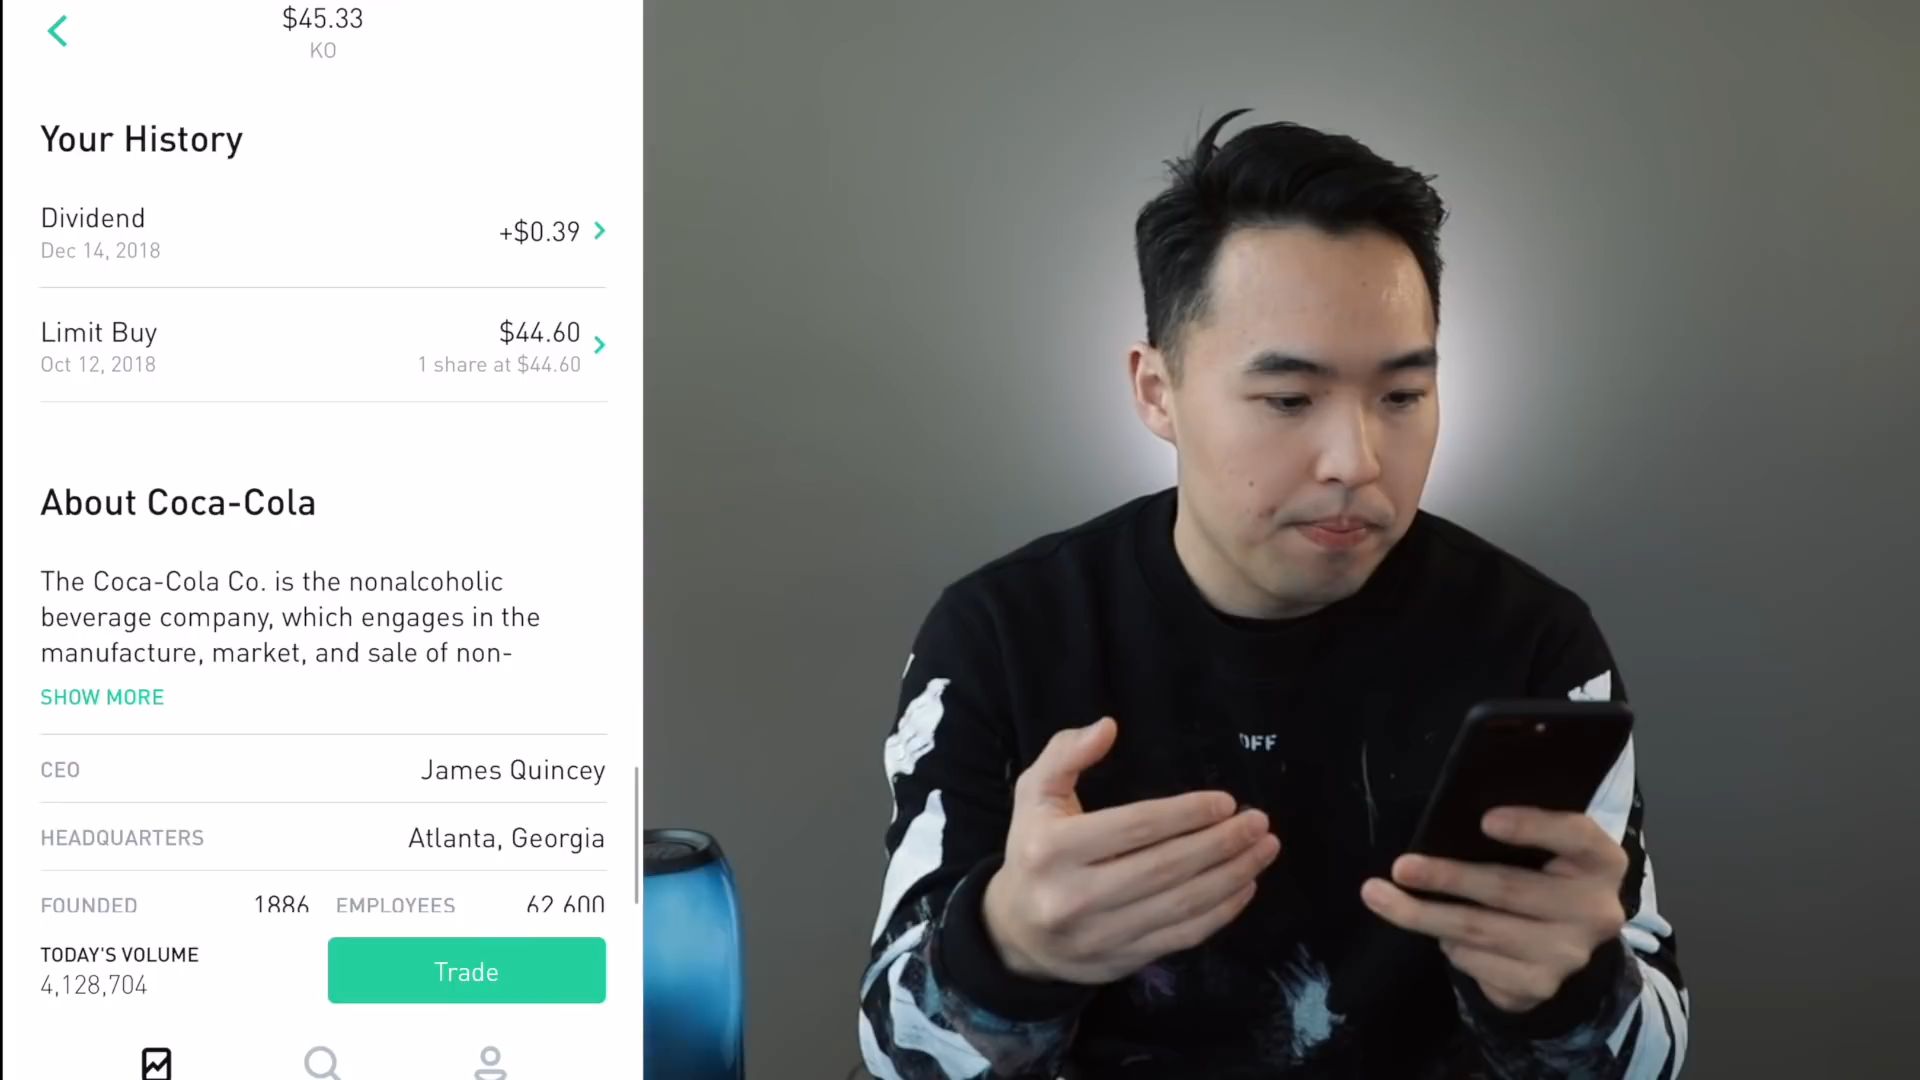 $45.33
KO
Your History
Dividend
+$0.39
Dec 14, 2018
Limit Buy
$44.60
Oct 12, 2018
1 share at $44.60
About Coca-Cola
The Coca-Cola Co. is the nonalcoholic
beverage company, which engages in the
manufacture, market, and sale of non-
SHOW MORE
CEO
James Quincey
HEADQUARTERS
Atlanta, Georgia
FOUNDED 1886 EMPLOYEES 62,600
TODAY'S VOLUME
4,128,704
Trade
OFF